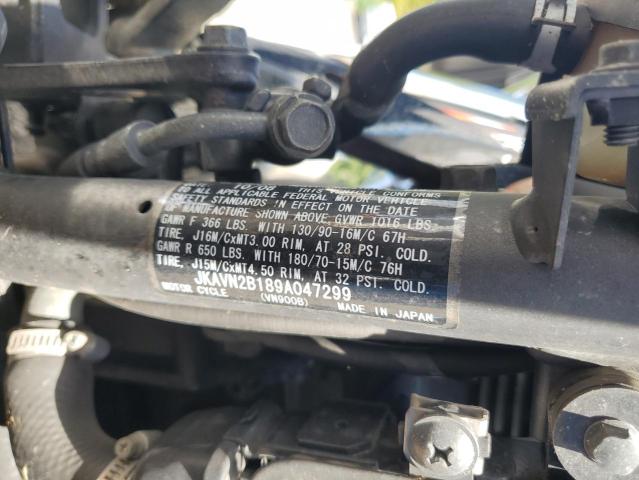 10/08 THIS VEHICLE CONFORMS
TO ALL APPLICABLE FEDERAL MOTOR VEHICLE
SAFETY STANDARDS IN EFFECT ON THE DATE
OF MANUFACTURE SHOWN ABOVE. GVWR 1016 LBS.
GAWR F 366 LBS. WITH 130/90-16M/C 67H
TIRE, J16M/CxMT3.00 RIM, AT 28 PSI. COLD.
GAWR R 650 LBS. WITH 180/70-15M/C 76H
TIRE, J15M/CxMT4.50 RIM, AT 32 PSI. COLD.
JKAVN2B189A047299
MOTOR CYCLE (VN900B) MADE IN JAPAN